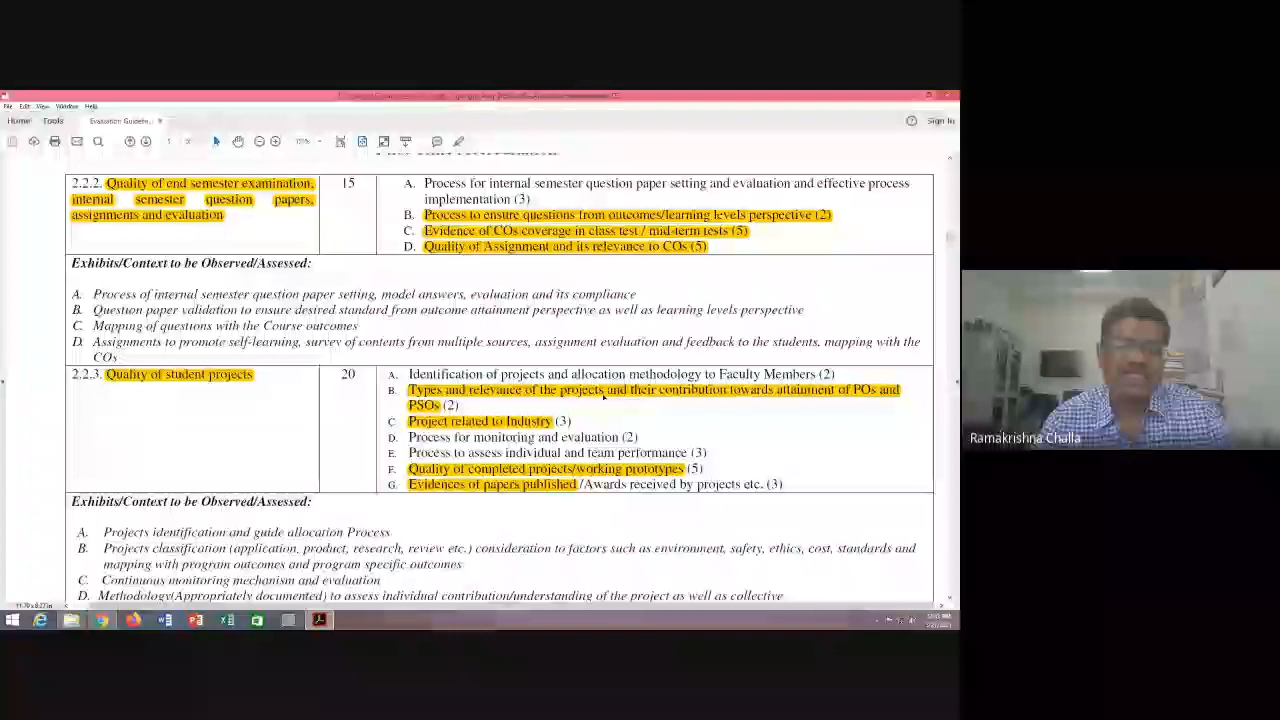 File Edit View Window Help
Home Tools Evaluation Guidelin... × Sign In
2.2.2. Quality of end semester examination, internal semester question papers, assignments and evaluation
15
A. Process for internal semester question paper setting and evaluation and effective process
implementation (3)
B. Process to ensure questions from outcomes/learning levels perspective (2)
C. Evidence of COs coverage in class test / mid-term tests (5)
D. Quality of Assignment and its relevance to COs (5)
Exhibits/Context to be Observed/Assessed:
A. Process of internal semester question paper setting, model answers, evaluation and its compliance
B. Question paper validation to ensure desired standard from outcome attainment perspective as well as learning levels perspective
C. Mapping of questions with the Course outcomes
D. Assignments to promote self-learning, survey of contents from multiple sources, assignment evaluation and feedback to the students, mapping with the
COs
2.2.3. Quality of student projects
20
A. Identification of projects and allocation methodology to Faculty Members (2)
B. Types and relevance of the projects and their contribution towards attainment of POs and
PSOs (2)
C. Project related to Industry (3)
D. Process for monitoring and evaluation (2)
E. Process to assess individual and team performance (3)
F. Quality of completed projects/working prototypes (5)
G. Evidences of papers published /Awards received by projects etc. (3)
Exhibits/Context to be Observed/Assessed:
A. Projects identification and guide allocation Process
B. Projects classification (application, product, research, review etc.) consideration to factors such as environment, safety, ethics, cost, standards and
mapping with program outcomes and program specific outcomes
C. Continuous monitoring mechanism and evaluation
D. Methodology(Appropriately documented) to assess individual contribution/understanding of the project as well as collective
Ramakrishna Challa